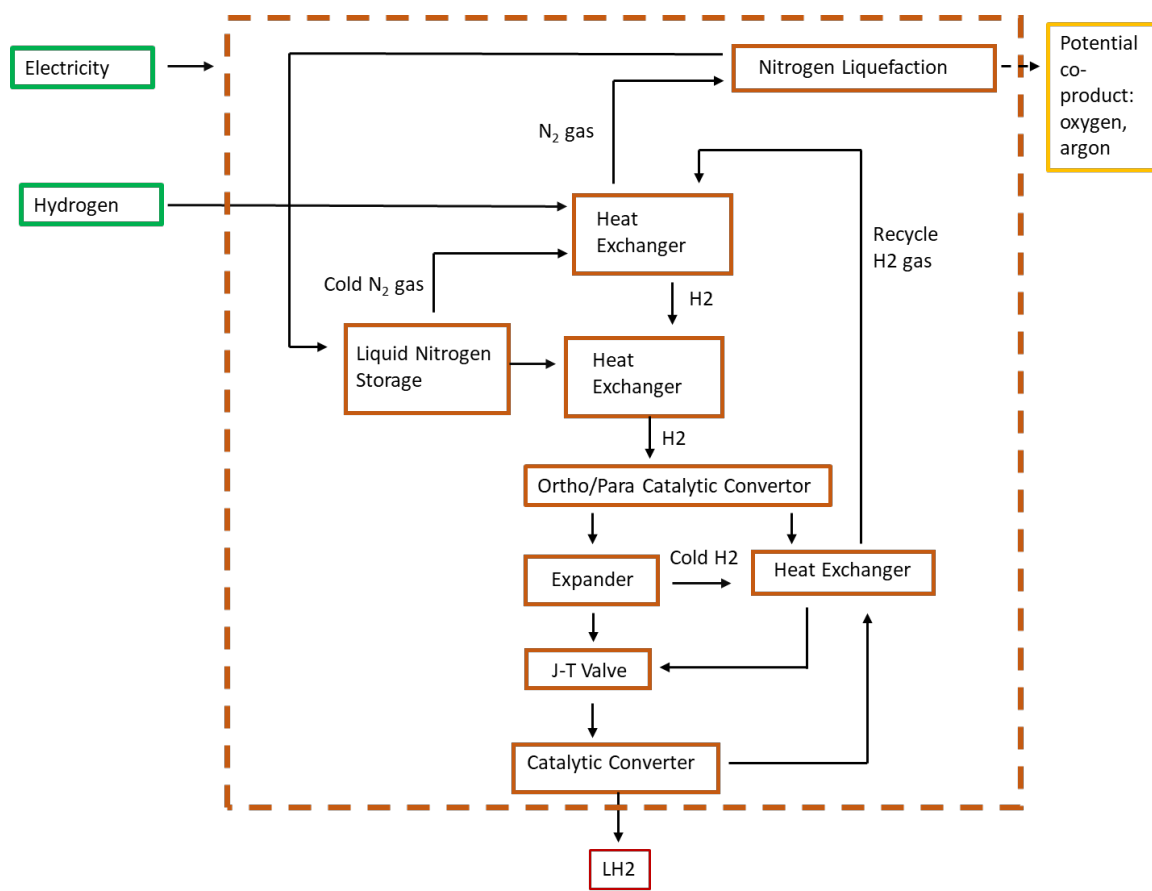 Electricity
Nitrogen Liquefaction
Potential
co-
product:
oxygen,
argon
N₂ gas
Hydrogen
Heat
Exchanger
Recycle
H2 gas
Cold N₂ gas
H2
Liquid Nitrogen
Storage
Heat
Exchanger
H2
Ortho/Para Catalytic Convertor
Cold H2
Expander
Heat Exchanger
J-T Valve
Catalytic Converter
LH2